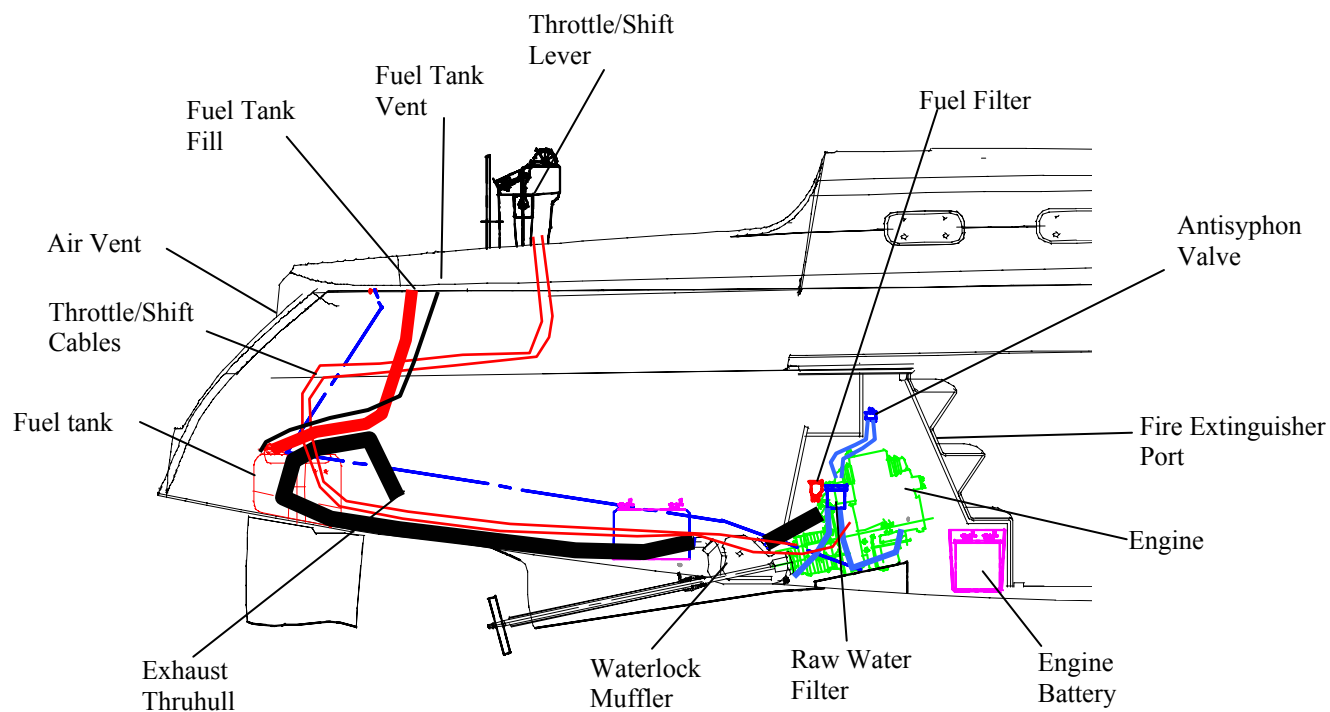 Throttle/Shift
Lever
Fuel Tank
Vent
Fuel Tank
Fill
Fuel Filter
Air Vent
Antisyphon
Valve
Throttle/Shift
Cables
Fuel tank
Fire Extinguisher
Port
Engine
Exhaust
Thruhull
Waterlock
Muffler
Raw Water
Filter
Engine
Battery